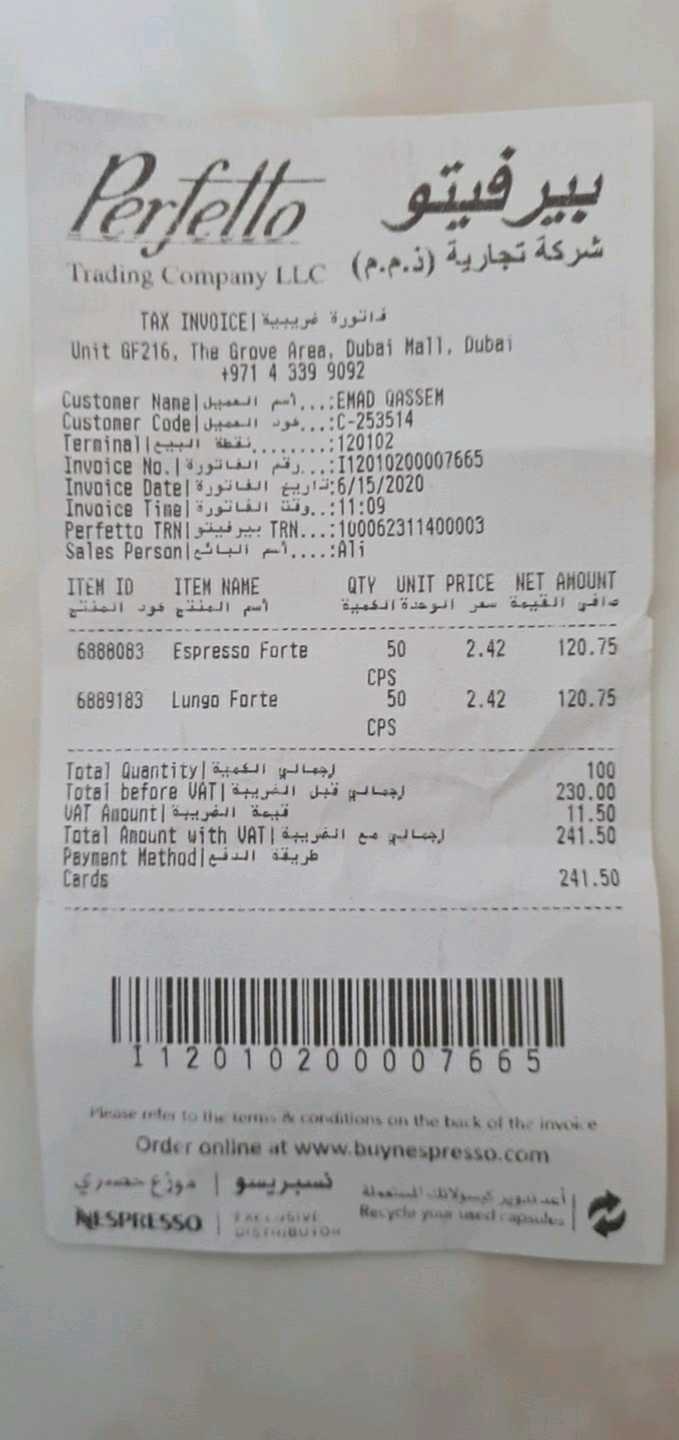 Perfetto بيرفيتو
Trading Company LLC شركة تجارية (ذ.م.م)
TAX INVOICE|فاتورة ضريبية
Unit GF216, The Grove Area, Dubai Mall, Dubai
+971 4 339 9092
Customer Name|أسم العميل...:EMAD QASSEM
Customer Code|كود العميل...:C-253514
Terminal|نقطة البيع........:120102
Invoice No.|رقم الفاتورة...:I12010200007665
Invoice Date|تاريخ الفاتورة:6/15/2020
Invoice Time|وقت الفاتورة..:11:09
Perfetto TRN|بيرفيتو TRN...:100062311400003
Sales Person|أسم البائع....:Ali
ITEM ID ITEM NAME QTY UNIT PRICE NET AMOUNT
كود المنتج أسم المنتج الكمية سعر الوحدة صافي القيمة
6888083 Espresso Forte 50 2.42 120.75
CPS
6889183 Lungo Forte 50 2.42 120.75
CPS
Total Quantity|إجمالي الكمية 100
Total before VAT|إجمالي قبل الضريبة 230.00
VAT Amount|قيمة الضريبة 11.50
Total Amount with VAT|إجمالي مع الضريبة 241.50
Payment Method|طريقة الدفع
Cards 241.50
I12010200007665
Please refer to the terms & conditions on the back of the invoice
Order online at www.buynespresso.com
نسبريسو | موزع حصري
NESPRESSO | EXCLUSIVE DISTRIBUTOR
أعد تدوير كبسولاتك المستعملة
Recycle your used capsules